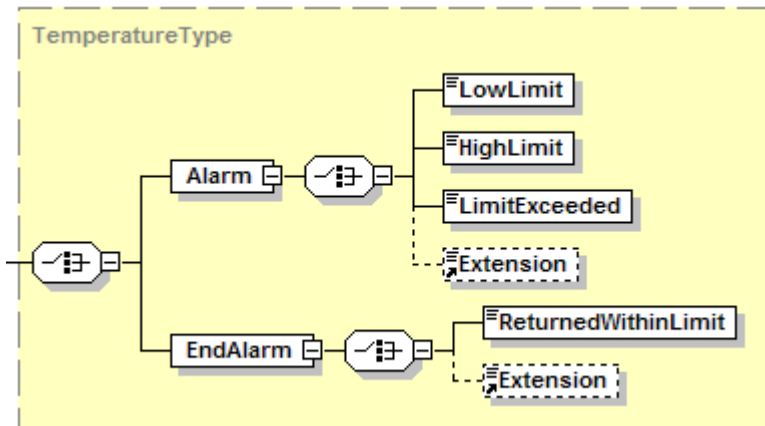 TemperatureType
LowLimit
HighLimit
Alarm
LimitExceeded
Extension
ReturnedWithinLimit
EndAlarm
Extension